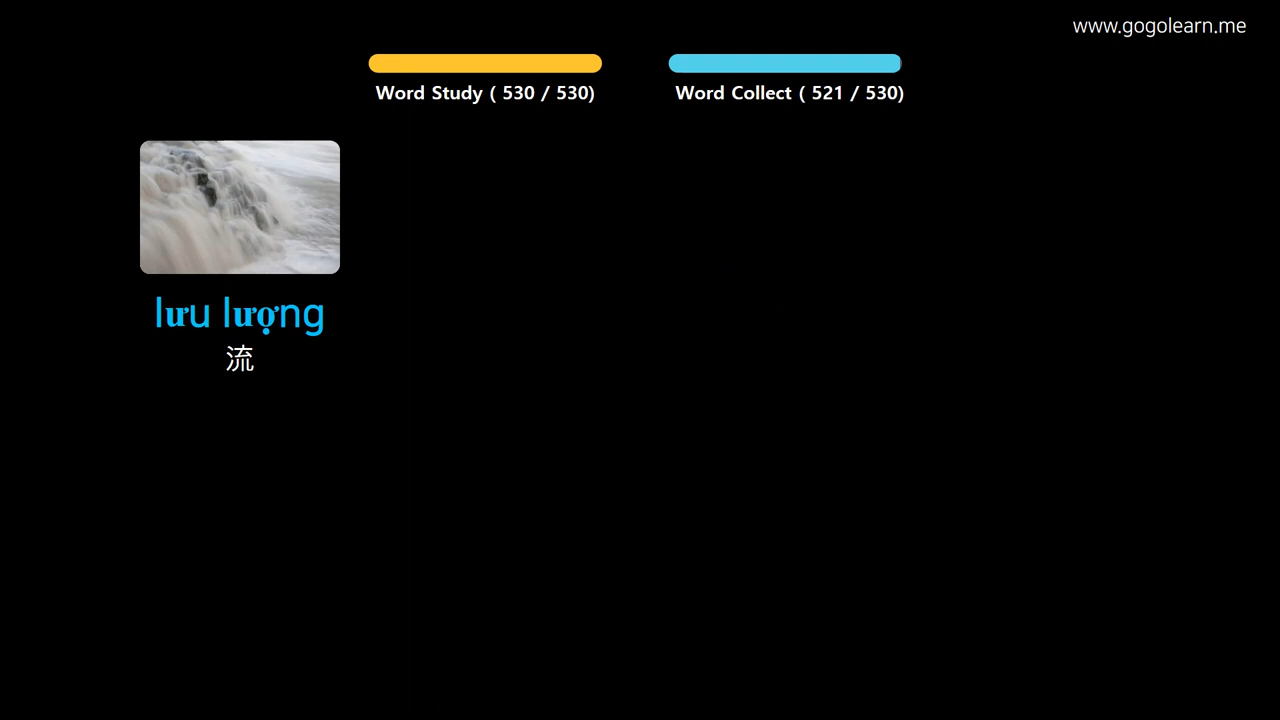 www.gogolearn.me
Word Study ( 530 / 530)
Word Collect ( 521 / 530)
lưu lượng
流